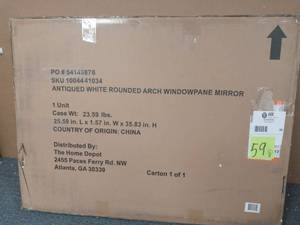 PO # 54143876
SKU 1004441034
ANTIQUED WHITE ROUNDED ARCH WINDOWPANE MIRROR
1 Unit
Case Wt: 23.59 lbs.
25.59 in. L x 1.57 in. W x 35.83 in. H
COUNTRY OF ORIGIN: CHINA
Distributed By:
The Home Depot
2455 Paces Ferry Rd. NW
Atlanta, GA 30339
Carton 1 of 1
59